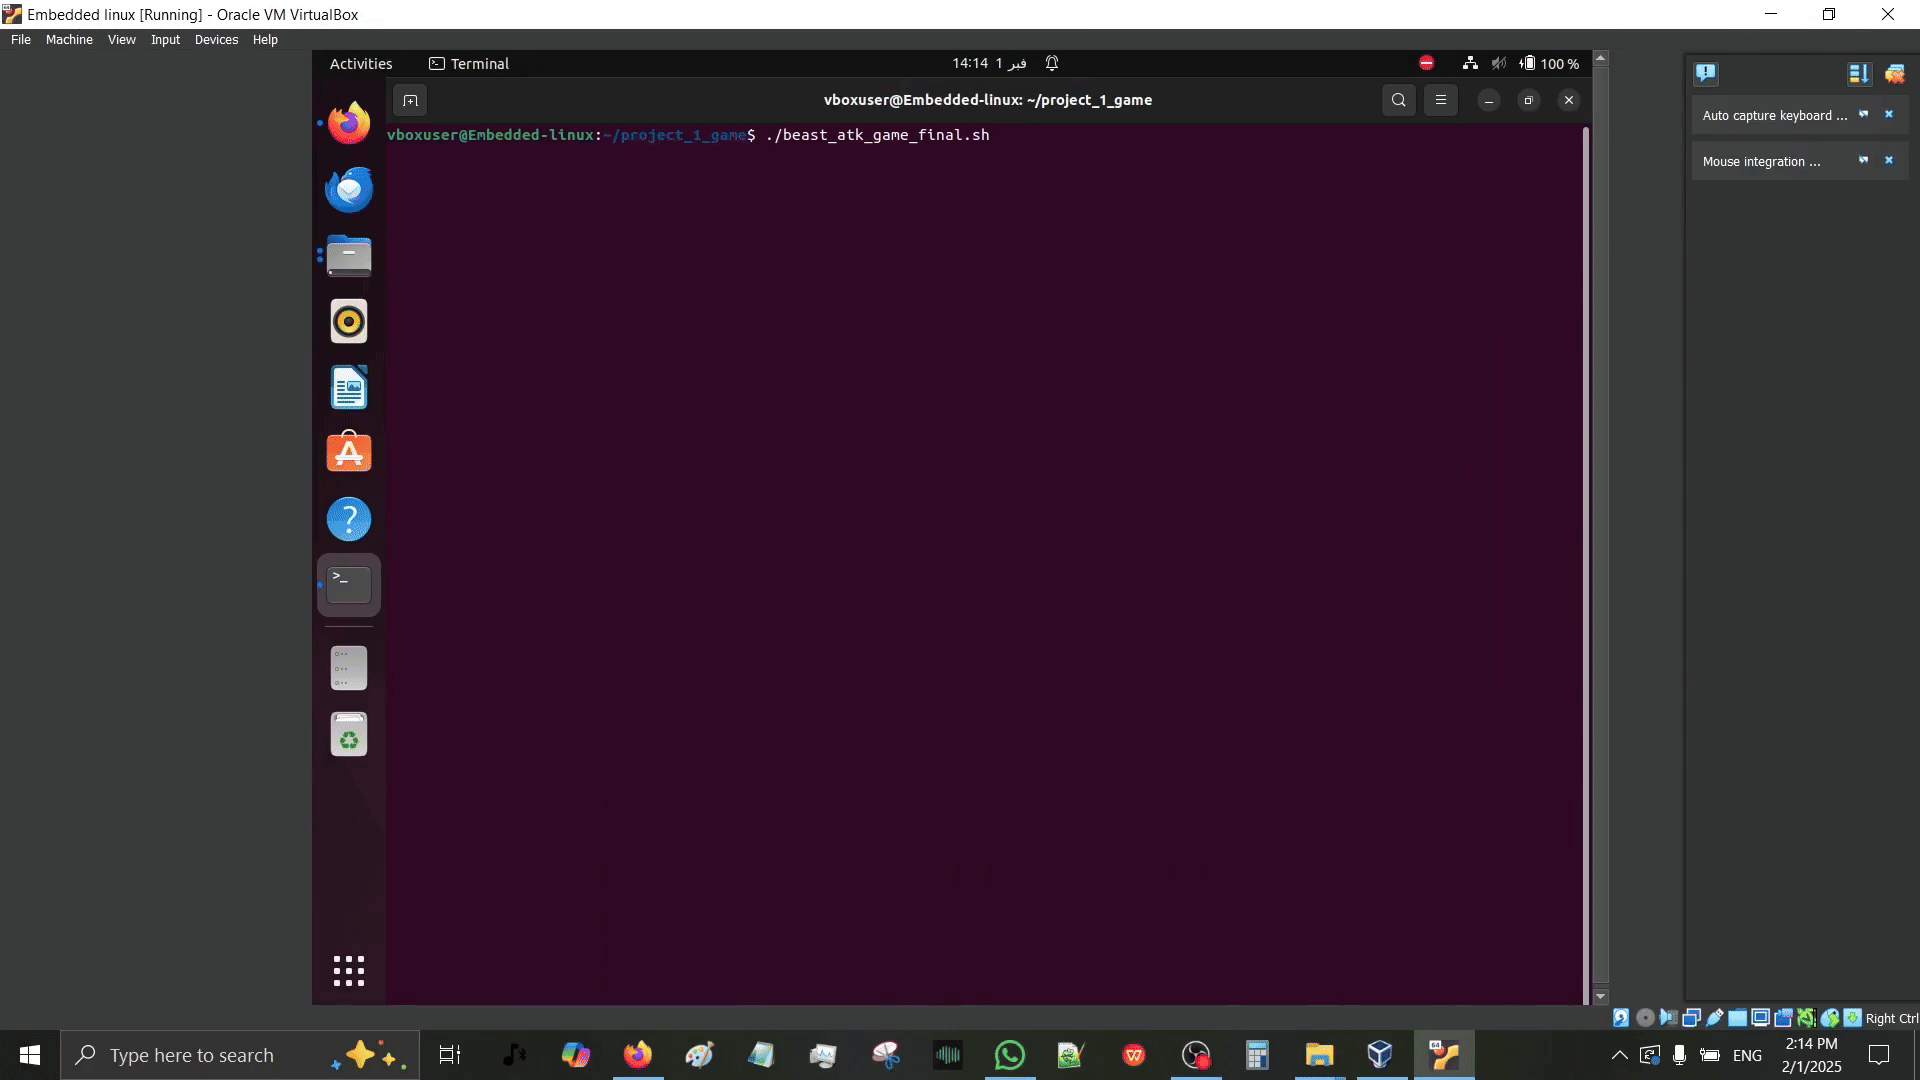 Embedded linux [Running] - Oracle VM VirtualBox
File Machine View Input Devices Help
Activities Terminal 14:14 1 فبر 100 %
vboxuser@Embedded-linux: ~/project_1_game
vboxuser@Embedded-linux:~/project_1_game$ ./beast_atk_game_final.sh
Auto capture keyboard ...
Mouse integration ...
Right Ctrl
Type here to search
ENG
2:14 PM
2/1/2025